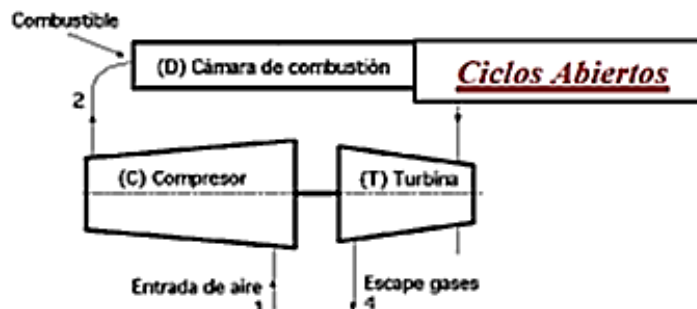 Combustible
(D) Cámara de combustión
Ciclos Abiertos
2
(C) Compresor
(T) Turbina
Entrada de aire
1
Escape gases
4